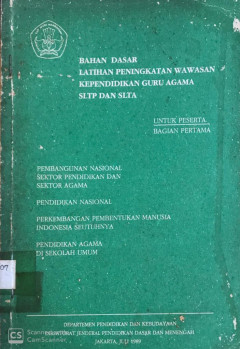 BAHAN DASAR
LATIHAN PENINGKATAN WAWASAN
KEPENDIDIKAN GURU AGAMA
SLTP DAN SLTA
UNTUK PESERTA
BAGIAN PERTAMA
PEMBANGUNAN NASIONAL
SEKTOR PENDIDIKAN DAN
SEKTOR AGAMA
PENDIDIKAN NASIONAL
PERKEMBANGAN PEMBENTUKAN MANUSIA
INDONESIA SEUTUHNYA
PENDIDIKAN AGAMA
DI SEKOLAH UMUM
DEPARTEMEN PENDIDIKAN DAN KEBUDAYAAN
DIREKTORAT JENDERAL PENDIDIKAN DASAR DAN MENENGAH
JAKARTA, JULI 1989
CS
CamScanner